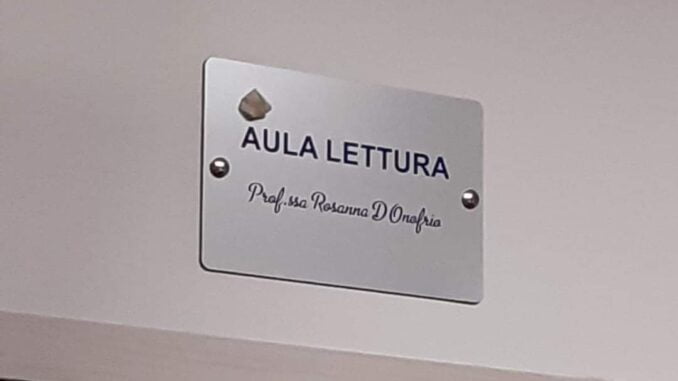 AULA LETTURA
Prof.ssa Rosanna D Onofrio